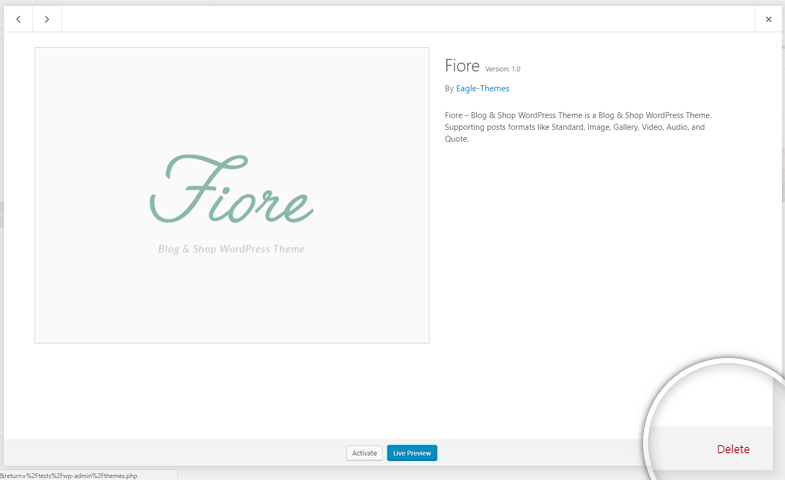 Fiore Version: 1.0
By Eagle-Themes
Fiore – Blog & Shop WordPress Theme is a Blog & Shop WordPress Theme.
Supporting posts formats like Standard, Image, Gallery, Video, Audio, and
Quote.
Fiore
Blog & Shop WordPress Theme
Activate
Live Preview
Delete
&return=%2Ftests%2Fwp-admin%2Fthemes.php